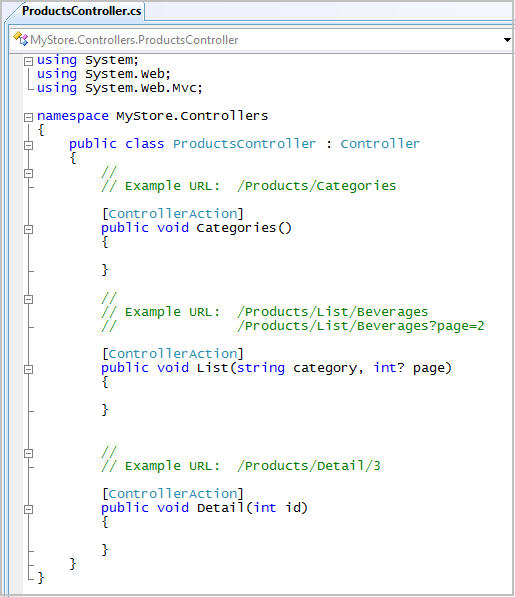 ProductsController.cs
MyStore.Controllers.ProductsController
using System;
using System.Web;
using System.Web.Mvc;
namespace MyStore.Controllers
{
public class ProductsController : Controller
{
//
// Example URL:  /Products/Categories
[ControllerAction]
public void Categories()
{
}
//
// Example URL:  /Products/List/Beverages
//               /Products/List/Beverages?page=2
[ControllerAction]
public void List(string category, int? page)
{
}
//
// Example URL:  /Products/Detail/3
[ControllerAction]
public void Detail(int id)
{
}
}
}